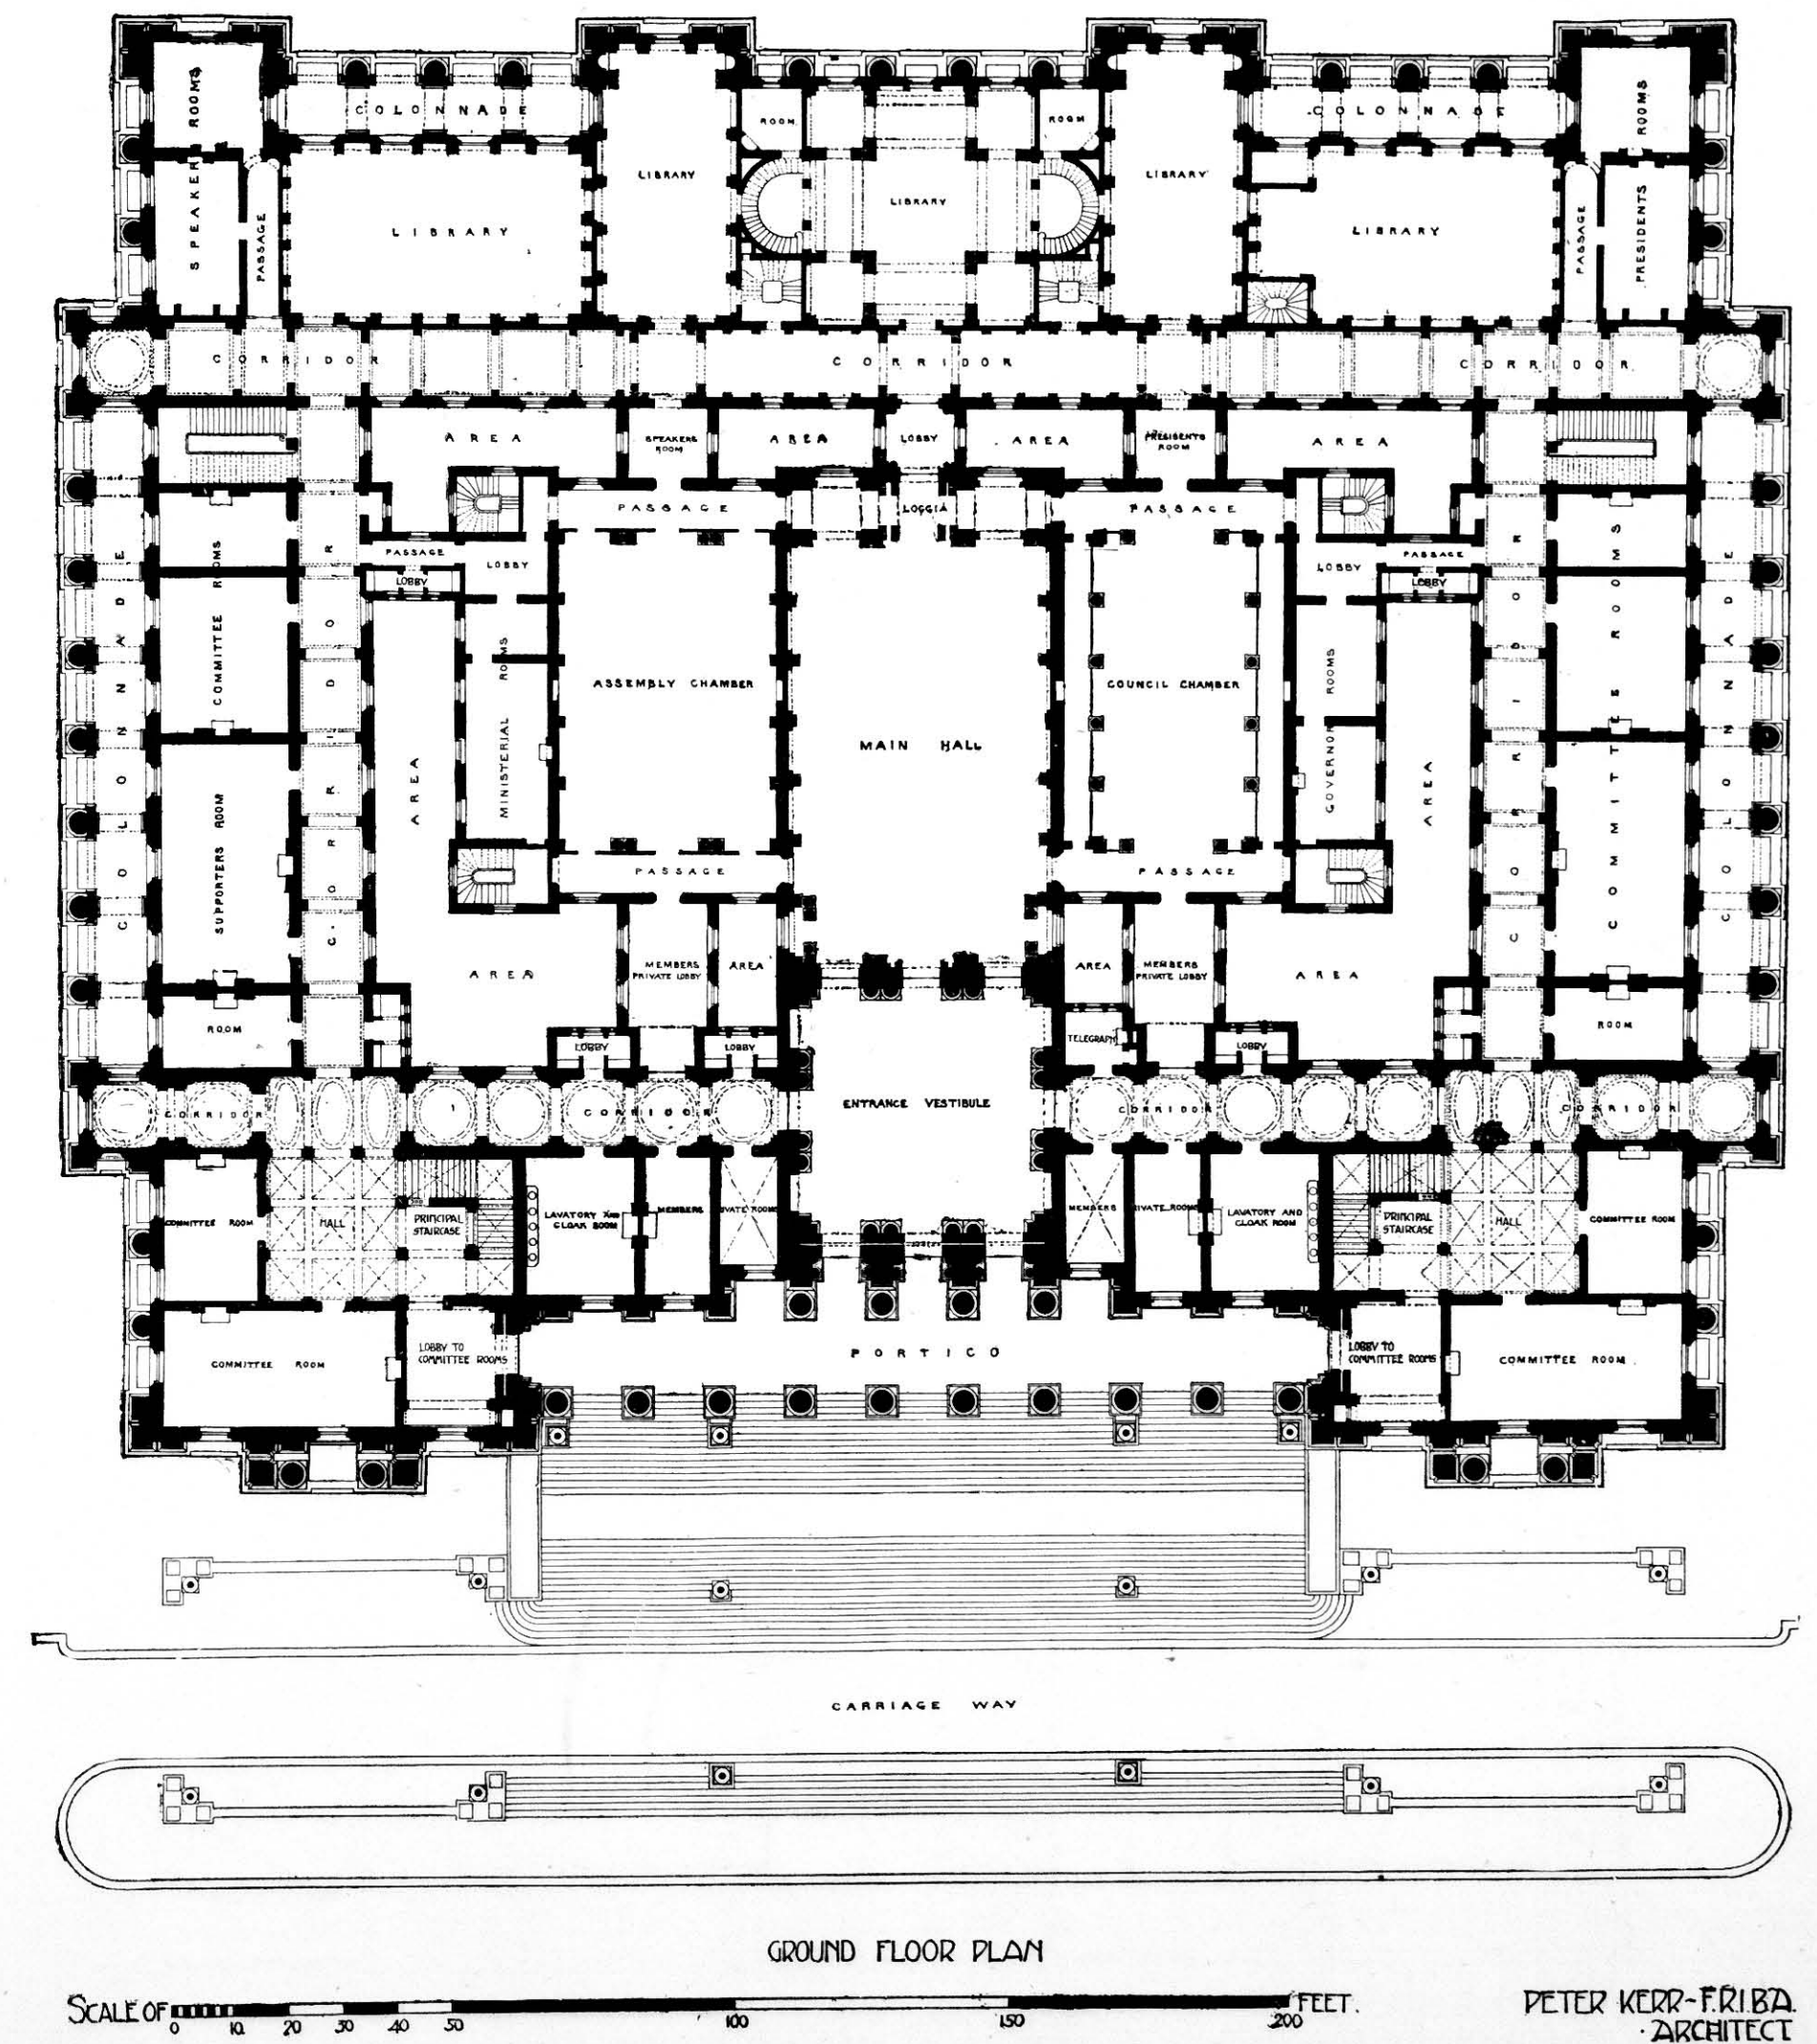 COLONNADE
COLONNADE
SPEAKERS ROOMS
ROOM
ROOM
PRESIDENTS ROOMS
LIBRARY
LIBRARY
LIBRARY
LIBRARY
LIBRARY
PASSAGE
PASSAGE
CORRIDOR
CORRIDOR
CORRIDOR
AREA
SPEAKERS
ROOM
AREA
LOBBY
AREA
PRESIDENTS
ROOM
AREA
PASSAGE
LOGGIA
PASSAGE
COLONNADE
COMMITTEE ROOMS
CORRIDOR
PASSAGE
LOBBY
LOBBY
LOBBY
PASSAGE
LOBBY
CORRIDOR
COMMITTEE ROOMS
COLONNADE
MINISTERIAL ROOMS
ASSEMBLY CHAMBER
COUNCIL CHAMBER
GOVERNOR ROOMS
MAIN HALL
SUPPORTERS ROOM
AREA
AREA
PASSAGE
PASSAGE
AREA
MEMBERS
PRIVATE LOBBY
AREA
AREA
MEMBERS
PRIVATE LOBBY
AREA
ROOM
LOBBY
LOBBY
TELEGRAPH
LOBBY
ROOM
CORRIDOR
CORRIDOR
ENTRANCE VESTIBULE
CORRIDOR
CORRIDOR
COMMITTEE ROOM
HALL
PRINCIPAL
STAIRCASE
LAVATORY AND
CLOAK ROOM
MEMBERS
IVATE ROOMS
MEMBERS
IVATE ROOMS
LAVATORY AND
CLOAK ROOM
PRINCIPAL
STAIRCASE
HALL
COMMITTEE ROOM
COMMITTEE ROOM
LOBBY TO
COMMITTEE ROOMS
PORTICO
LOBBY TO
COMMITTEE ROOMS
COMMITTEE ROOM
CARRIAGE WAY
GROUND FLOOR PLAN
SCALE OF FEET.
0 10 20 30 40 50 100 150 200
PETER KERR-F.R.I.B.A.
ARCHITECT